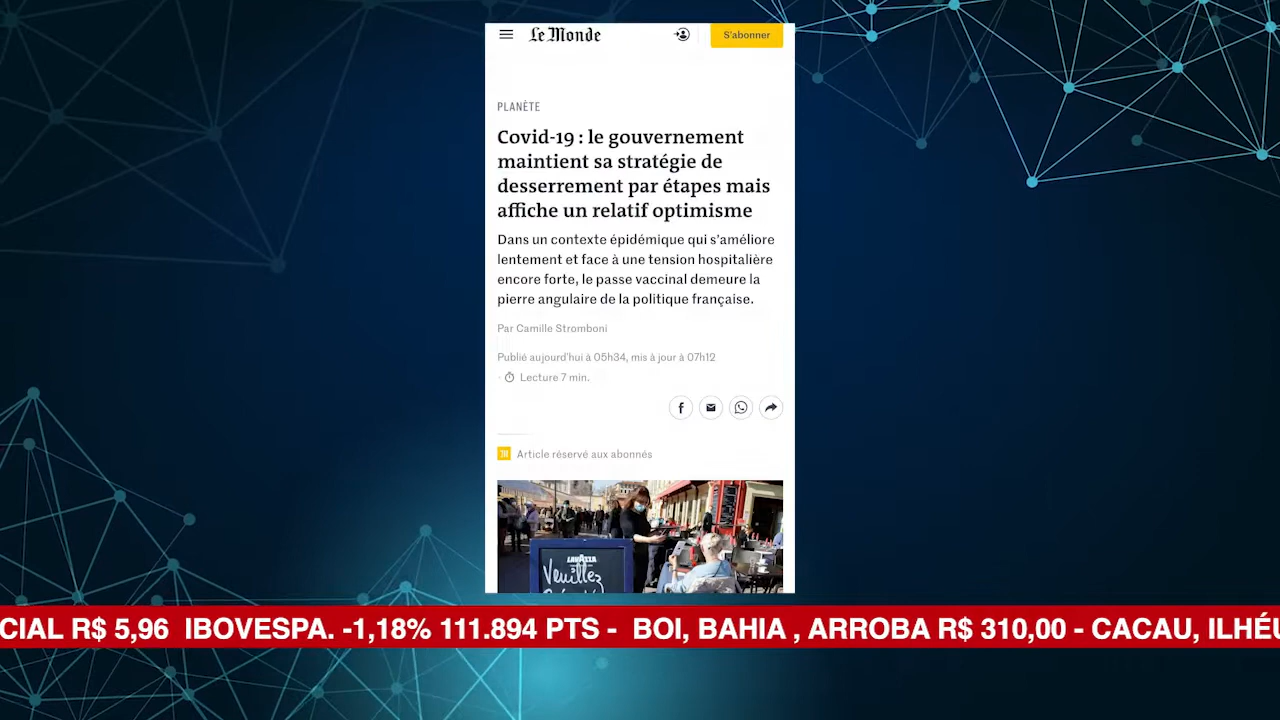 Le Monde
S'abonner
PLANÈTE
Covid-19 : le gouvernement
maintient sa stratégie de
desserrement par étapes mais
affiche un relatif optimisme
Dans un contexte épidémique qui s'améliore
lentement et face à une tension hospitalière
encore forte, le passe vaccinal demeure la
pierre angulaire de la politique française.
Par Camille Stromboni
Publié aujourd'hui à 05h34, mis à jour à 07h12
Lecture 7 min.
Article réservé aux abonnés
LAVAZZA
Veuillez
CIAL R$ 5,96 IBOVESPA. -1,18% 111.894 PTS - BOI, BAHIA , ARROBA R$ 310,00 - CACAU, ILHÉU